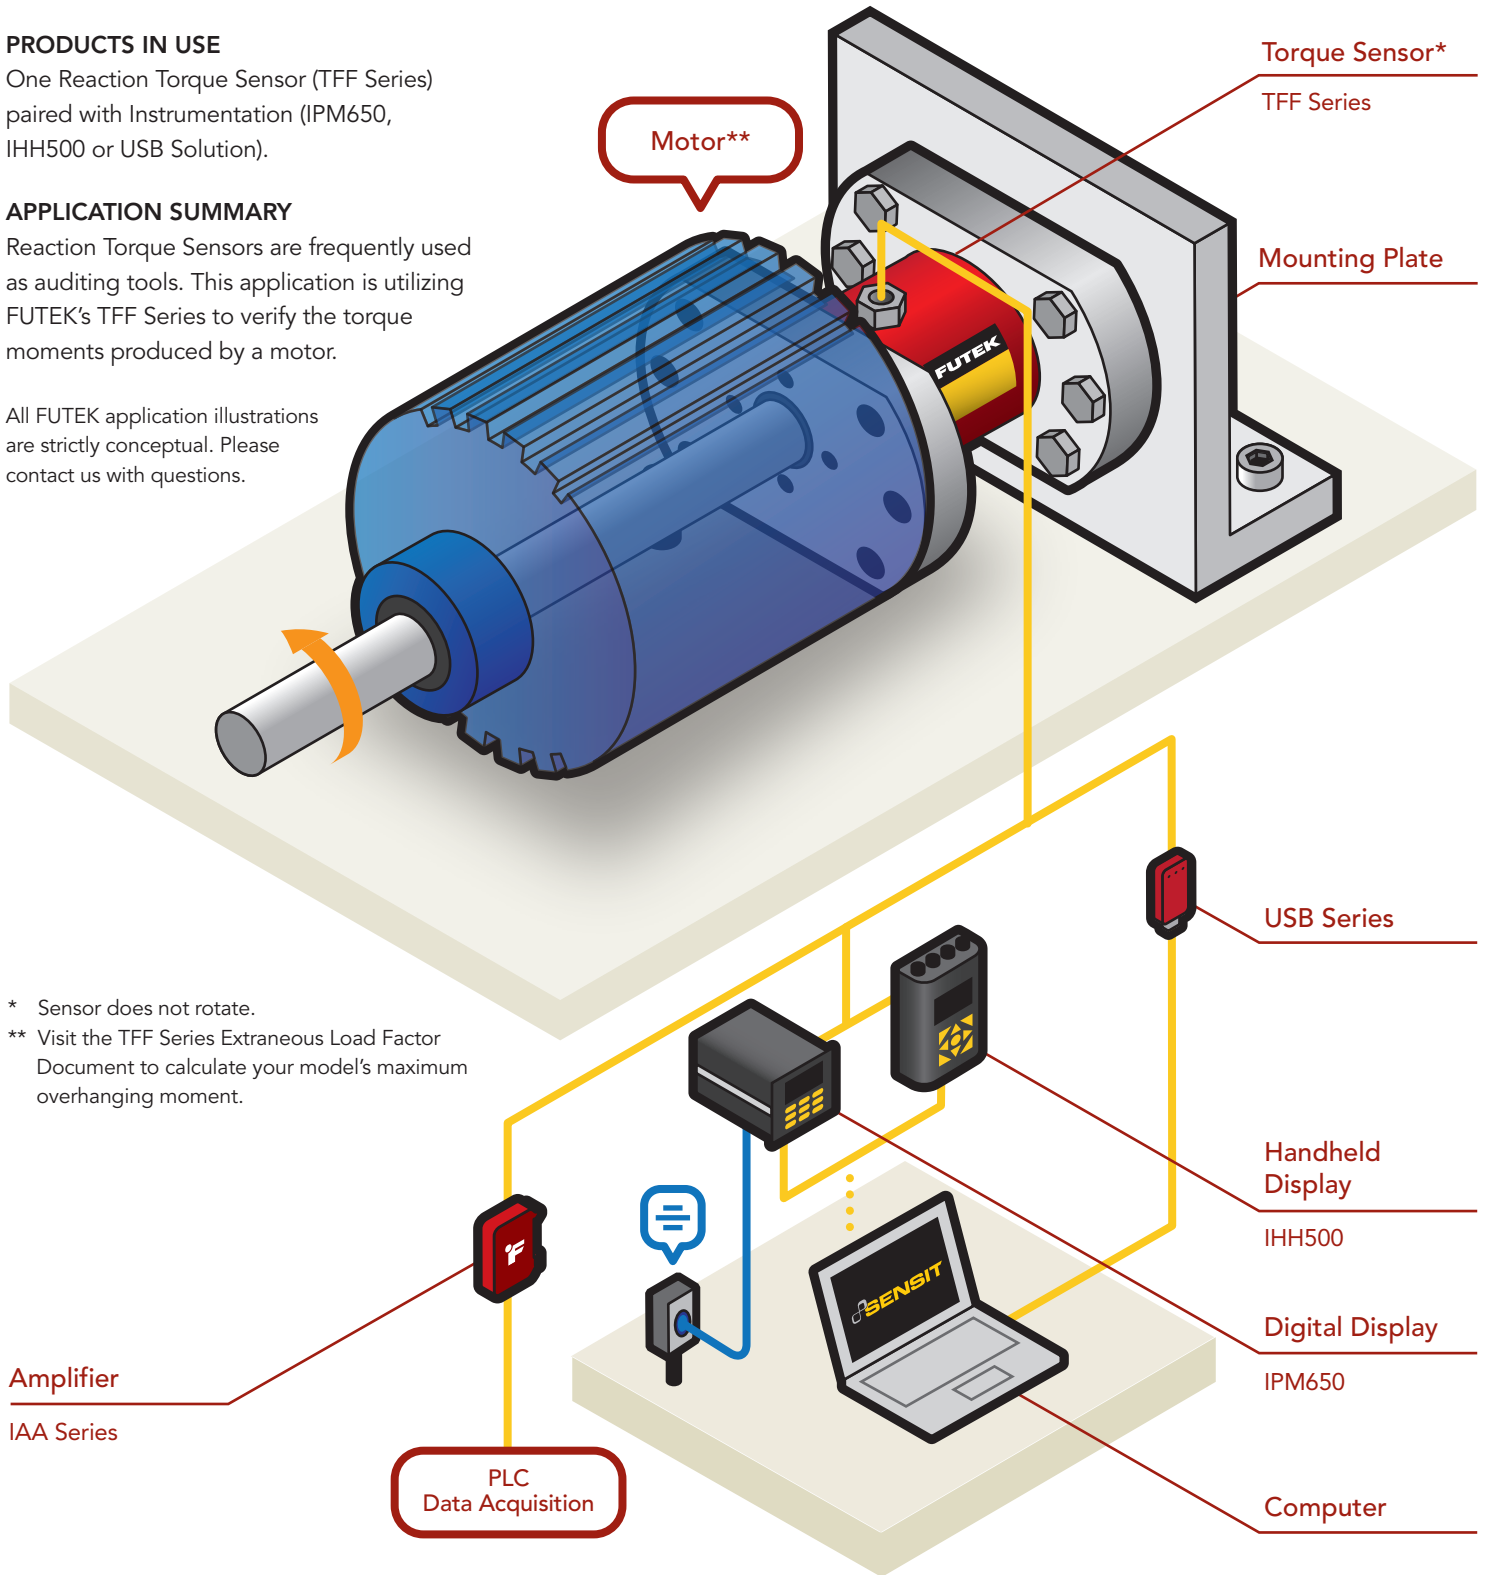 PRODUCTS IN USE
One Reaction Torque Sensor (TFF Series)
paired with Instrumentation (IPM650,
IHH500 or USB Solution).
APPLICATION SUMMARY
Reaction Torque Sensors are frequently used
as auditing tools. This application is utilizing
FUTEK’s TFF Series to verify the torque
moments produced by a motor.
All FUTEK application illustrations
are strictly conceptual. Please
contact us with questions.
Motor**
Torque Sensor*
TFF Series
Mounting Plate
FUTEK
USB Series
* Sensor does not rotate.
** Visit the TFF Series Extraneous Load Factor
Document to calculate your model’s maximum
overhanging moment.
Handheld
Display
IHH500
SENSIT
Digital Display
IPM650
Amplifier
IAA Series
F
PLC
Data Acquisition
Computer